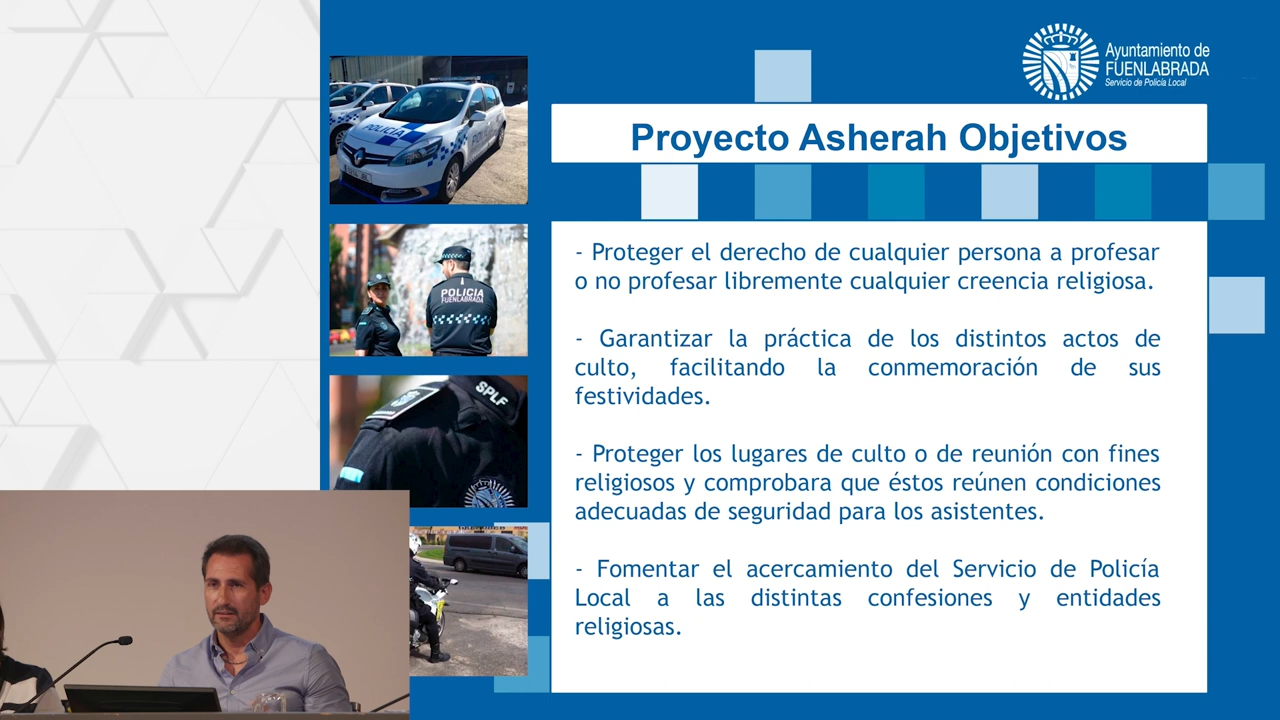 Ayuntamiento de
FUENLABRADA
Servicio de Policía Local
Proyecto Asherah Objetivos
- Proteger el derecho de cualquier persona a profesar
o no profesar libremente cualquier creencia religiosa.
- Garantizar la práctica de los distintos actos de
culto, facilitando la conmemoración de sus
festividades.
- Proteger los lugares de culto o de reunión con fines
religiosos y comprobara que éstos reúnen condiciones
adecuadas de seguridad para los asistentes.
- Fomentar el acercamiento del Servicio de Policía
Local a las distintas confesiones y entidades
religiosas.
POLICIA
POLICIA
FUENLABRADA
SPLF